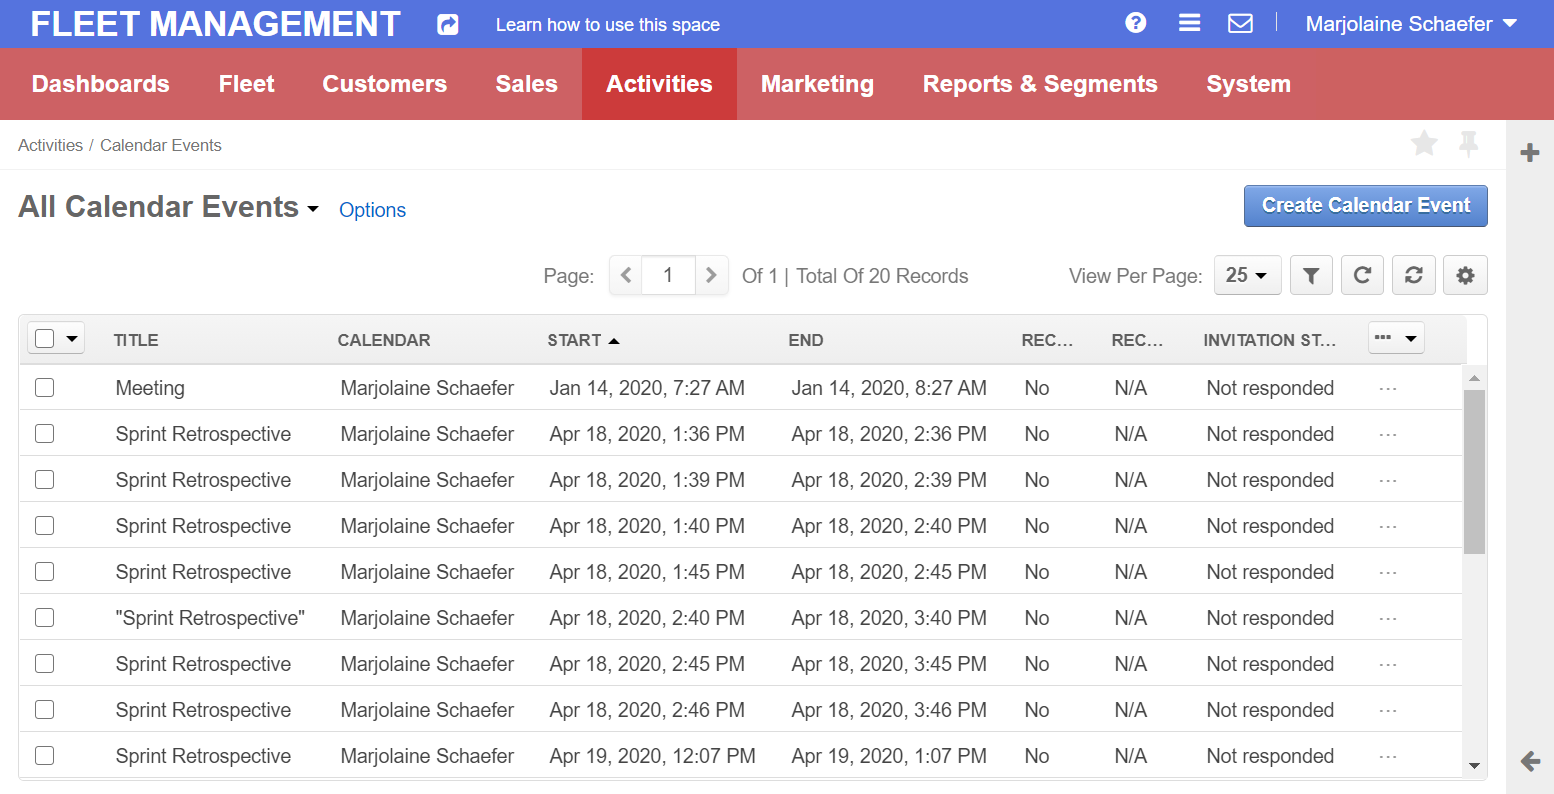 FLEET MANAGEMENT Learn how to use this space Marjolaine Schaefer
Dashboards Fleet Customers Sales Activities Marketing Reports & Segments System
Activities / Calendar Events
All Calendar Events Options Create Calendar Event
Page: 1 Of 1 | Total Of 20 Records View Per Page: 25
TITLE CALENDAR START END REC... REC... INVITATION ST...
Meeting Marjolaine Schaefer Jan 14, 2020, 7:27 AM Jan 14, 2020, 8:27 AM No N/A Not responded
Sprint Retrospective Marjolaine Schaefer Apr 18, 2020, 1:36 PM Apr 18, 2020, 2:36 PM No N/A Not responded
Sprint Retrospective Marjolaine Schaefer Apr 18, 2020, 1:39 PM Apr 18, 2020, 2:39 PM No N/A Not responded
Sprint Retrospective Marjolaine Schaefer Apr 18, 2020, 1:40 PM Apr 18, 2020, 2:40 PM No N/A Not responded
Sprint Retrospective Marjolaine Schaefer Apr 18, 2020, 1:45 PM Apr 18, 2020, 2:45 PM No N/A Not responded
"Sprint Retrospective" Marjolaine Schaefer Apr 18, 2020, 2:40 PM Apr 18, 2020, 3:40 PM No N/A Not responded
Sprint Retrospective Marjolaine Schaefer Apr 18, 2020, 2:45 PM Apr 18, 2020, 3:45 PM No N/A Not responded
Sprint Retrospective Marjolaine Schaefer Apr 18, 2020, 2:46 PM Apr 18, 2020, 3:46 PM No N/A Not responded
Sprint Retrospective Marjolaine Schaefer Apr 19, 2020, 12:07 PM Apr 19, 2020, 1:07 PM No N/A Not responded